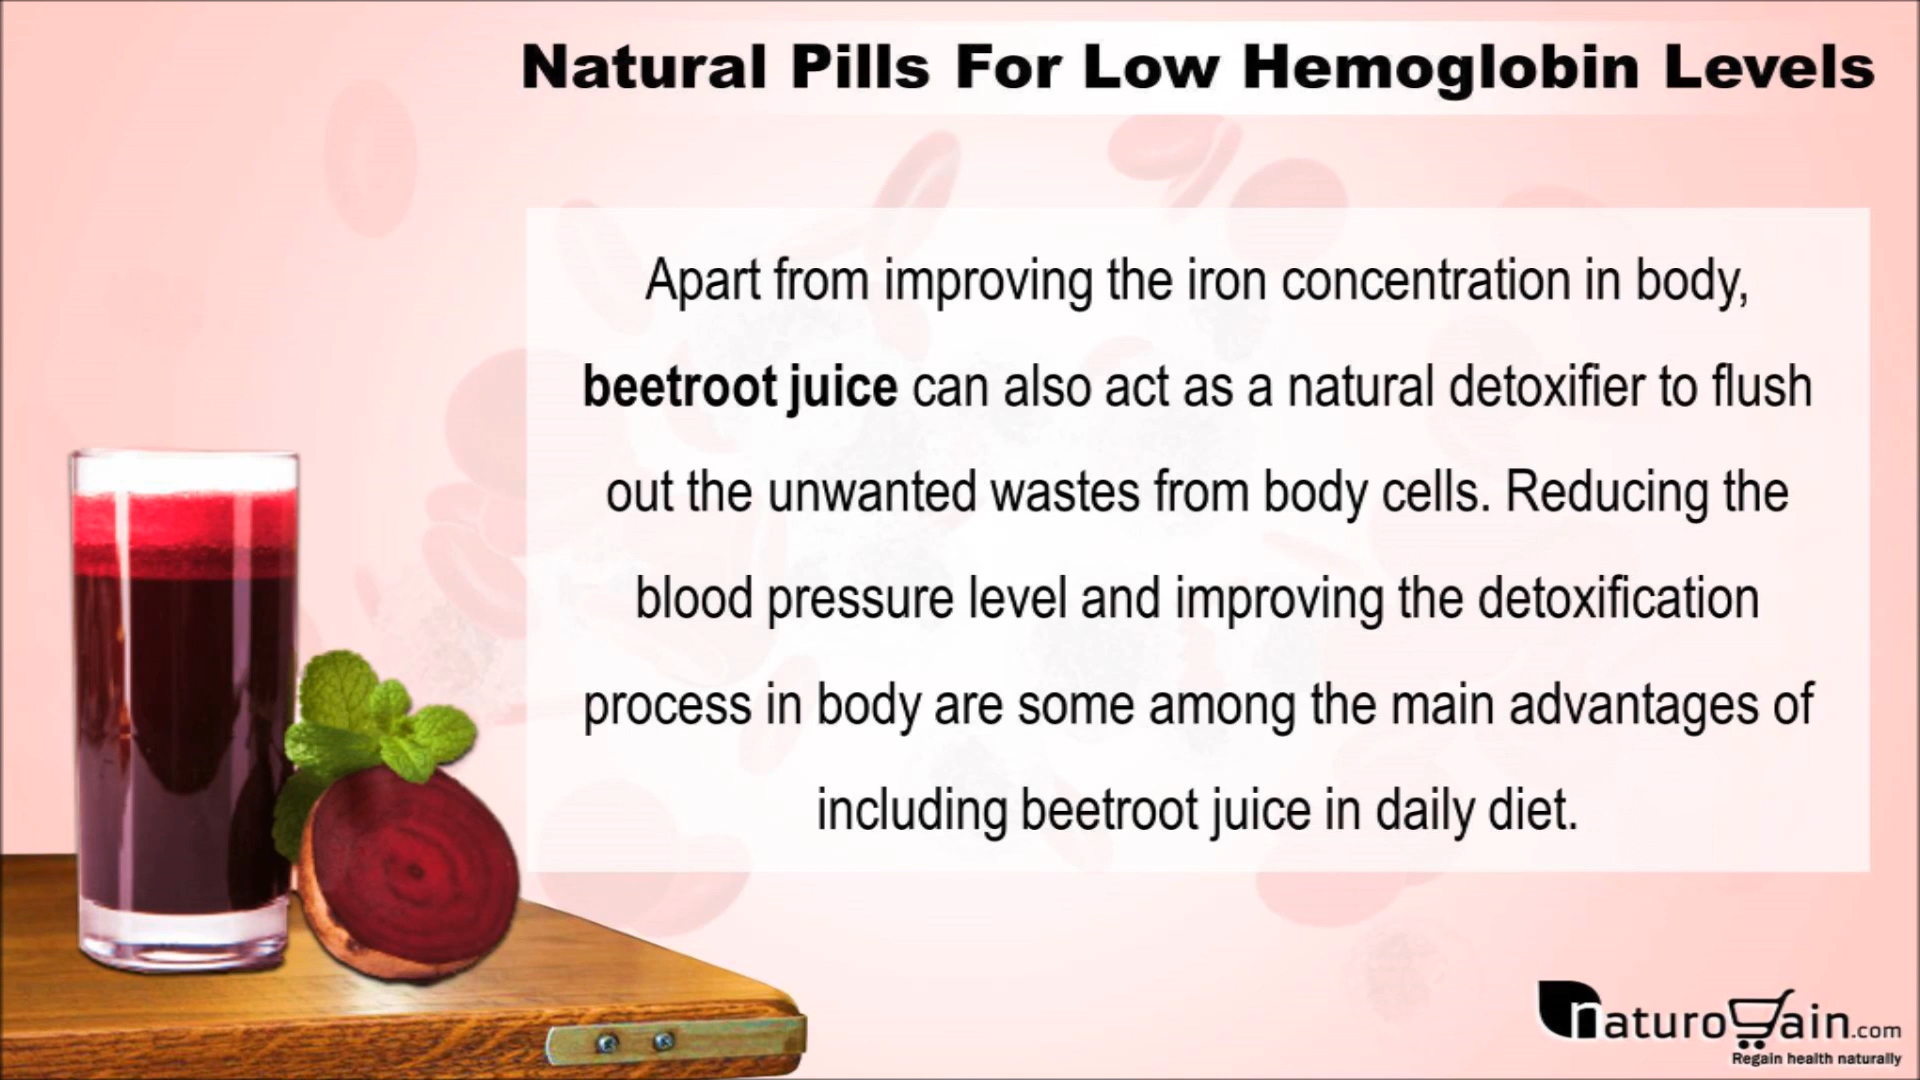 Natural Pills For Low Hemoglobin Levels
Apart from improving the iron concentration in body,
beetroot juice can also act as a natural detoxifier to flush
out the unwanted wastes from body cells. Reducing the
blood pressure level and improving the detoxification
process in body are some among the main advantages of
including beetroot juice in daily diet.
naturogain.com
Regain health naturally